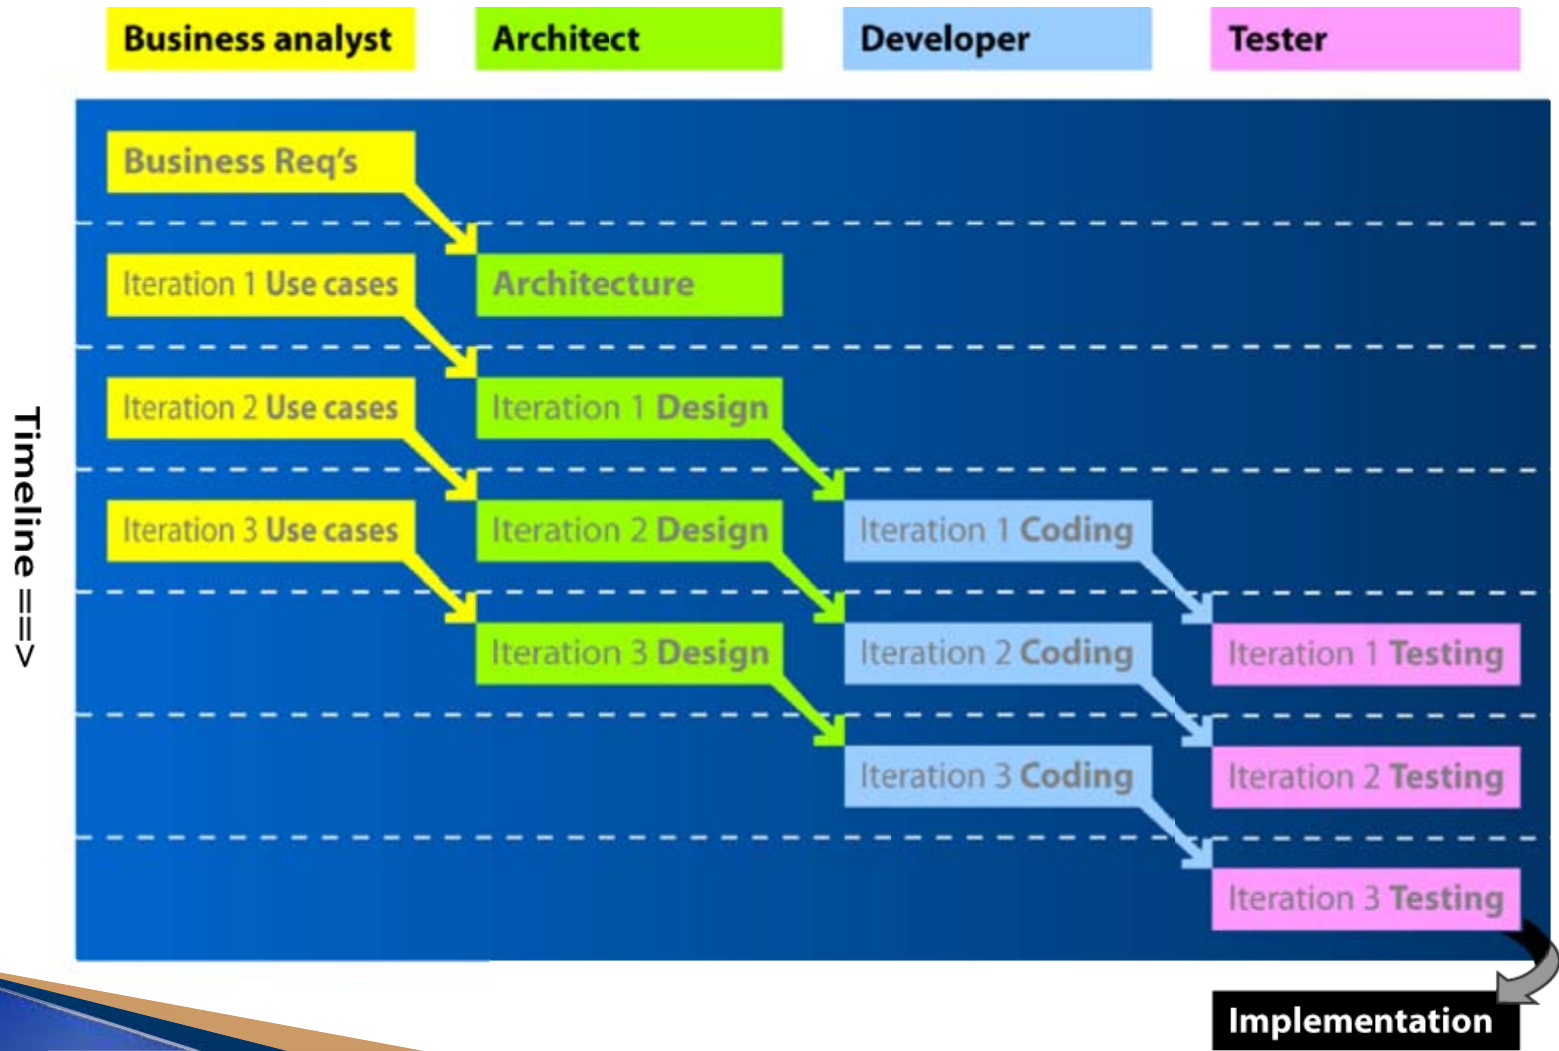 Business analyst
Architect
Developer
Tester
Business Req's
Iteration 1 Use cases
Architecture
Iteration 2 Use cases
Iteration 1 Design
Iteration 3 Use cases
Iteration 2 Design
Iteration 1 Coding
Iteration 3 Design
Iteration 2 Coding
Iteration 1 Testing
Iteration 3 Coding
Iteration 2 Testing
Iteration 3 Testing
Timeline ===>
Implementation